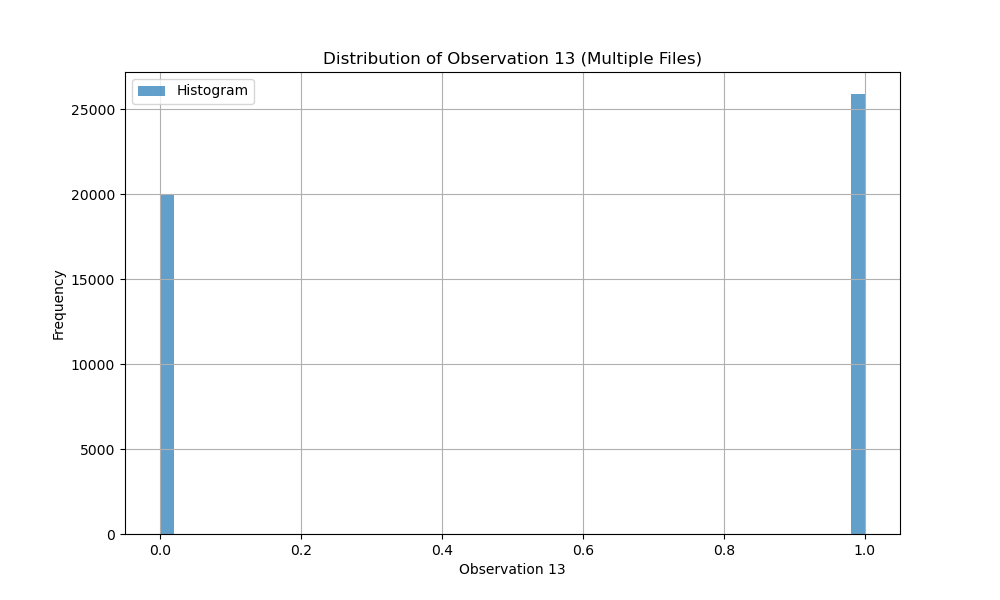 Distribution of Observation 13 (Multiple Files)
Histogram
25000
20000
15000
10000
5000
0
Frequency
0.0 0.2 0.4 0.6 0.8 1.0
Observation 13